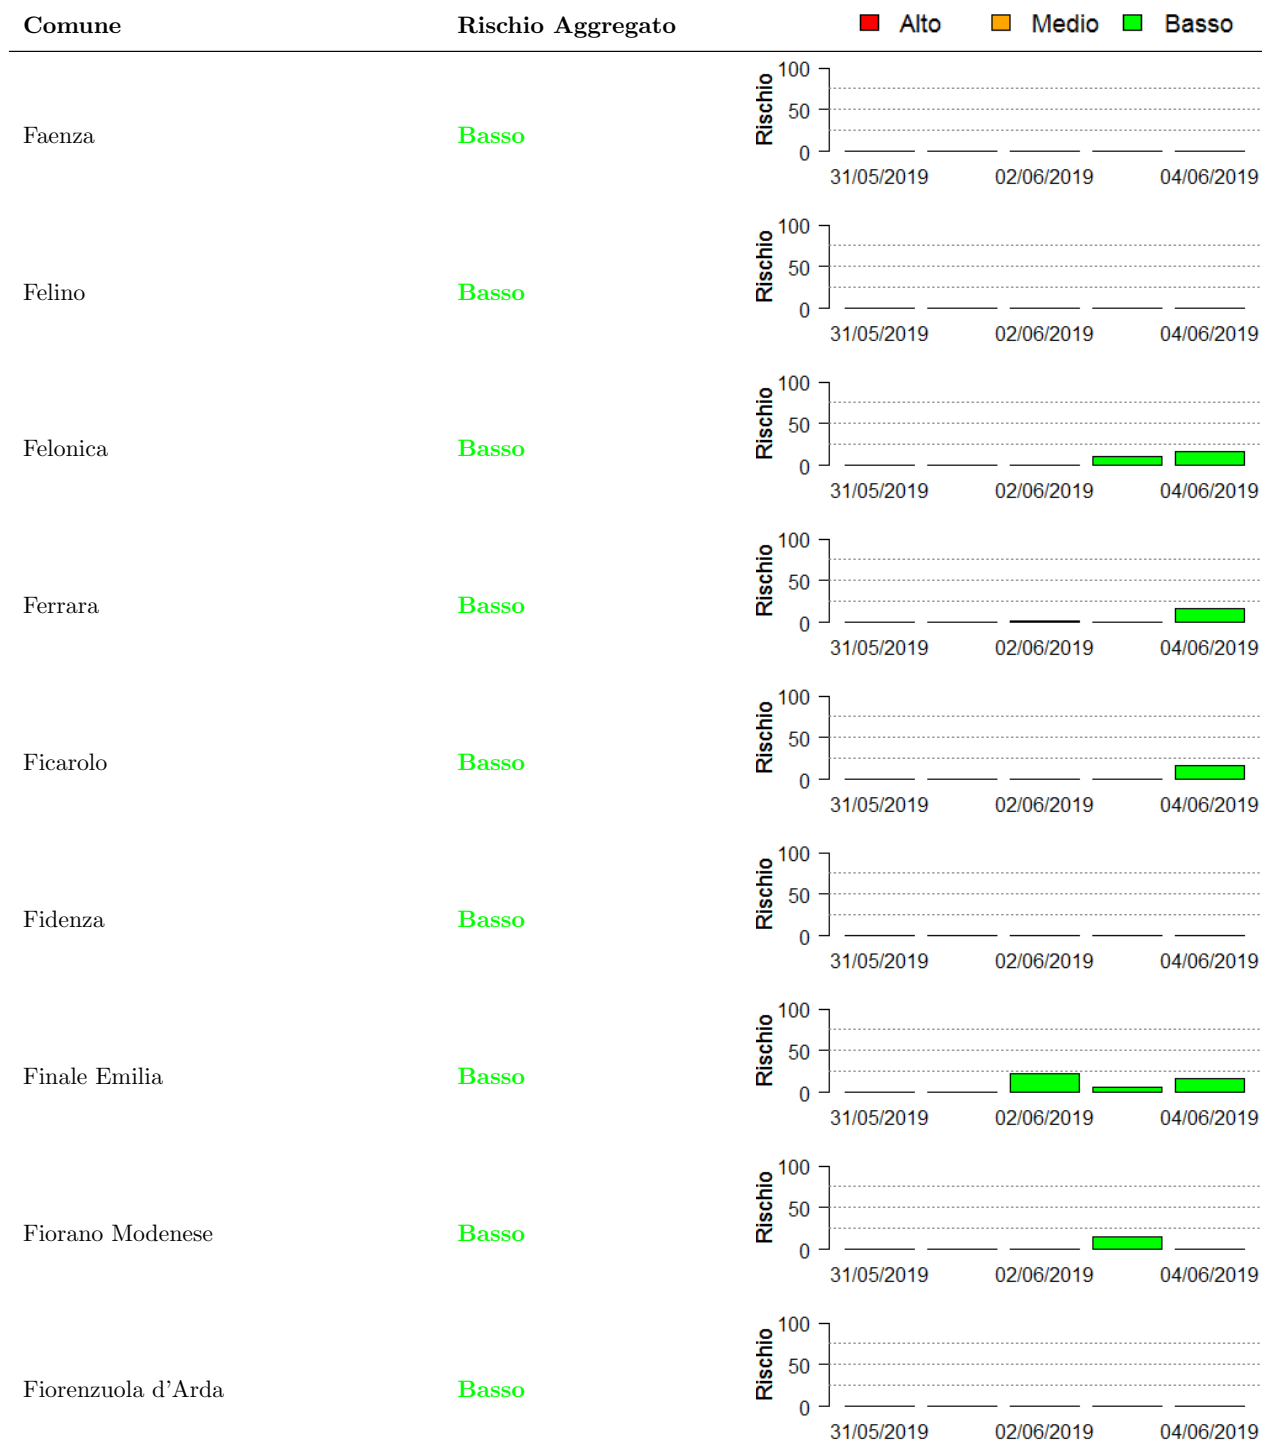 Comune Rischio Aggregato Alto Medio Basso
Faenza Basso Rischio 100 50 0
31/05/2019 02/06/2019 04/06/2019
Felino Basso Rischio 100 50 0
31/05/2019 02/06/2019 04/06/2019
Felonica Basso Rischio 100 50 0
31/05/2019 02/06/2019 04/06/2019
Ferrara Basso Rischio 100 50 0
31/05/2019 02/06/2019 04/06/2019
Ficarolo Basso Rischio 100 50 0
31/05/2019 02/06/2019 04/06/2019
Fidenza Basso Rischio 100 50 0
31/05/2019 02/06/2019 04/06/2019
Finale Emilia Basso Rischio 100 50 0
31/05/2019 02/06/2019 04/06/2019
Fiorano Modenese Basso Rischio 100 50 0
31/05/2019 02/06/2019 04/06/2019
Fiorenzuola d'Arda Basso Rischio 100 50 0
31/05/2019 02/06/2019 04/06/2019